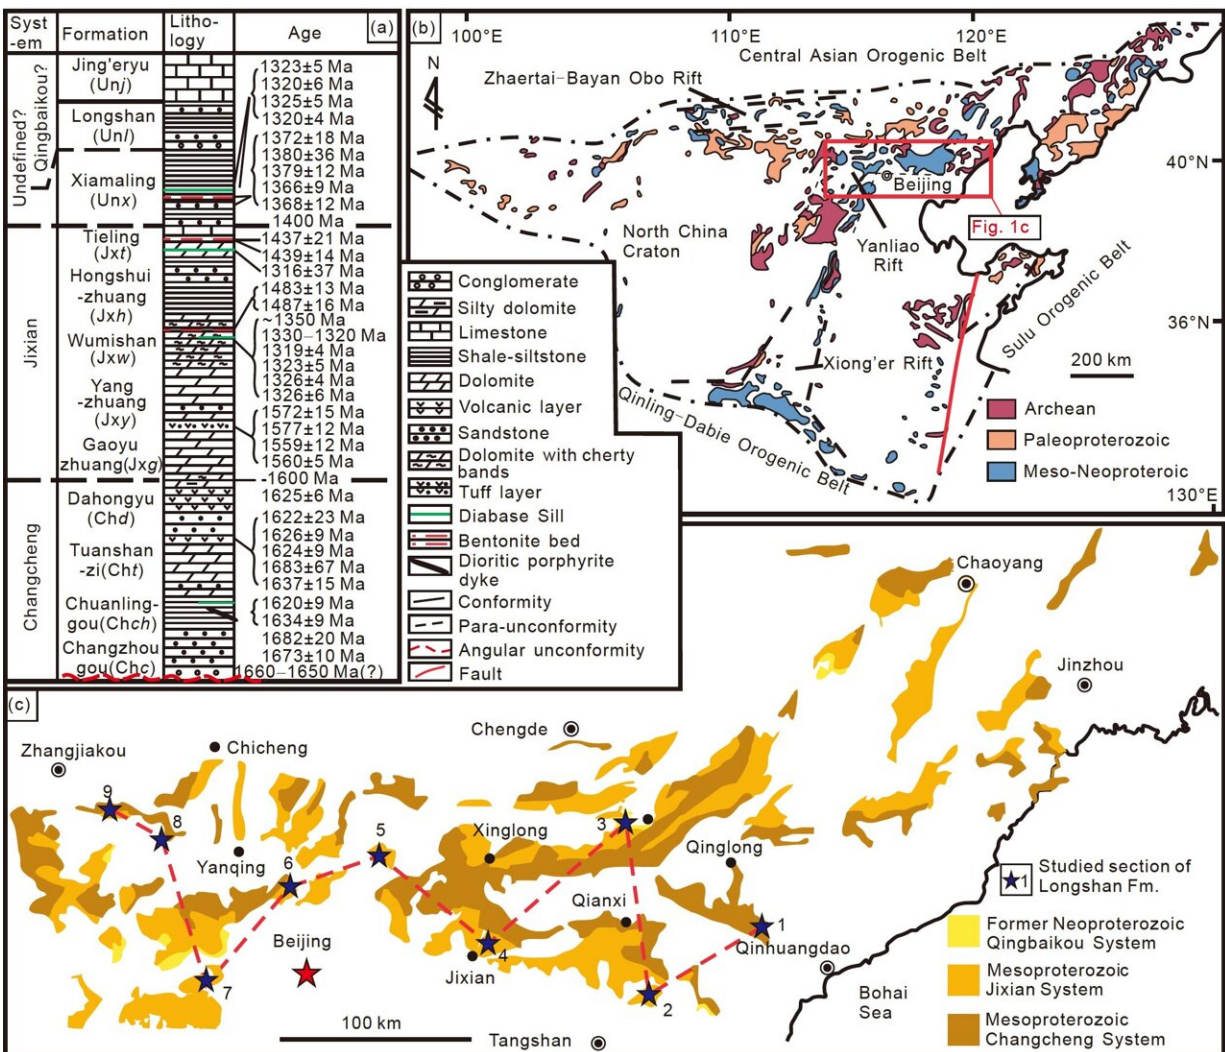 Syst
-em
Formation
Litho-
logy
Age
(a)
Undefined?
Qingbaikou?
Jing'eryu
(Unj)
Longshan
(Unl)
Xiamaling
(Unx)
Jixian
Tieling
(Jxt)
Hongshui
-zhuang
(Jxh)
Wumishan
(Jxw)
Yang
-zhuang
(Jxy)
Gaoyu
zhuang(Jxg)
Changcheng
Dahongyu
(Chd)
Tuanshan
-zi(Cht)
Chuanling-
gou(Chch)
Changzhou
gou(Chc)
1323±5 Ma
1320±6 Ma
1325±5 Ma
1320±4 Ma
1372±18 Ma
1380±36 Ma
1379±12 Ma
1366±9 Ma
1368±12 Ma
1400 Ma
1437±21 Ma
1439±14 Ma
1316±37 Ma
1483±13 Ma
1487±16 Ma
~1350 Ma
1330–1320 Ma
1319±4 Ma
1323±5 Ma
1326±4 Ma
1326±6 Ma
1572±15 Ma
1577±12 Ma
1559±12 Ma
1560±5 Ma
-1600 Ma
1625±6 Ma
1622±23 Ma
1626±9 Ma
1624±9 Ma
1683±67 Ma
1637±15 Ma
1620±9 Ma
1634±9 Ma
1682±20 Ma
1673±10 Ma
1660–1650 Ma(?)
Conglomerate
Silty dolomite
Limestone
Shale-siltstone
Dolomite
Volcanic layer
Sandstone
Dolomite with cherty
bands
Tuff layer
Diabase Sill
Bentonite bed
Dioritic porphyrite
dyke
Conformity
Para-unconformity
Angular unconformity
Fault
(b)
100°E
110°E
120°E
N
Central Asian Orogenic Belt
Zhaertai–Bayan Obo Rift
40°N
Beijing
Fig. 1c
North China
Craton
Yanliao
Rift
Sulu Orogenic Belt
36°N
Xiong'er Rift
200 km
Qinling–Dabie Orogenic Belt
Archean
Paleoproterozoic
Meso-Neoproteroic
130°E
(c)
Chaoyang
Jinzhou
Chengde
Zhangjiakou
Chicheng
9
8
5
3
Xinglong
Yanqing
6
Qinglong
Qianxi
1
Beijing
4
Qinhuangdao
Jixian
7
2
Bohai
Sea
100 km
Tangshan
1
Studied section of
Longshan Fm.
Former Neoproterozoic
Qingbaikou System
Mesoproterozoic
Jixian System
Mesoproterozoic
Changcheng System